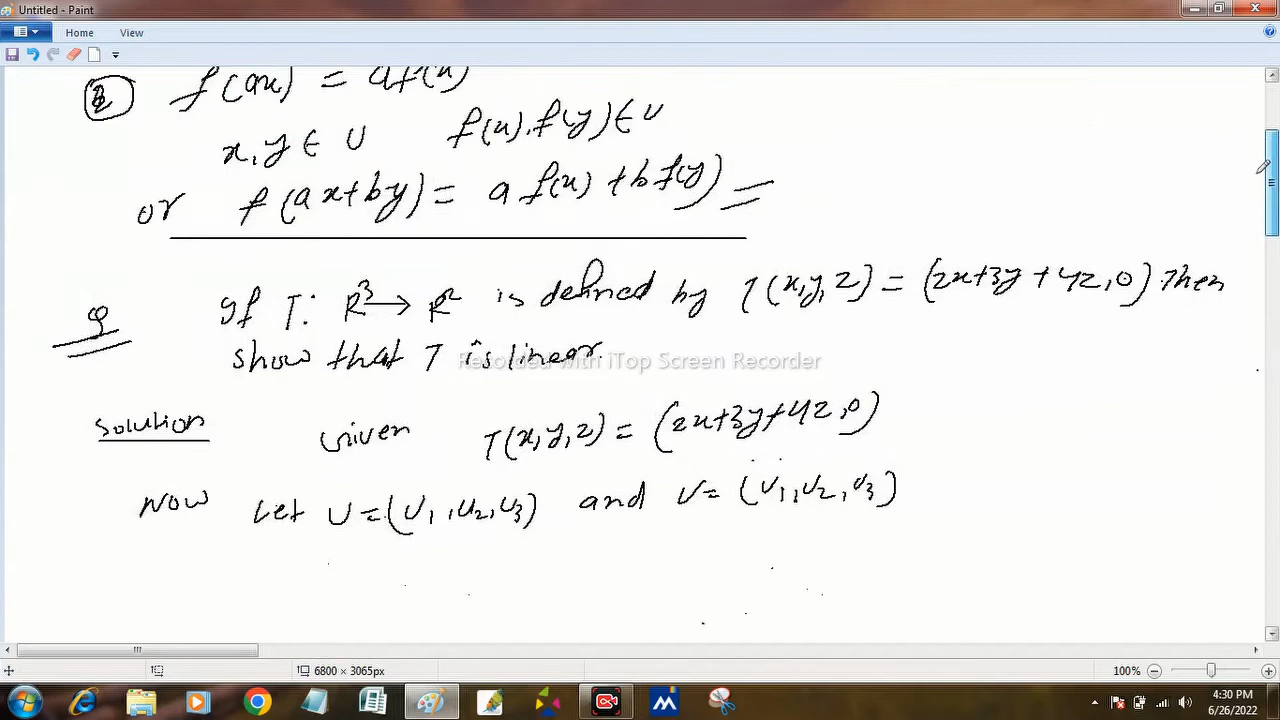 Untitled - Paint
Home View
② f(ax) = af(x)
x, y ∈ U f(x), f(y) ∈ V
or f(ax+by) = a f(x) + b f(y)
Q If T: R³ → R² is defined by T(x, y, z) = (2x+3y+4z, 0) Then
show that T is linear.
Recorded with iTop Screen Recorder
Solution Given T(x, y, z) = (2x+3y+4z, 0)
Now Let U = (U₁, U₂, U₃) and V = (V₁, V₂, V₃)
6800 × 3065px 100%
4:30 PM
6/26/2022